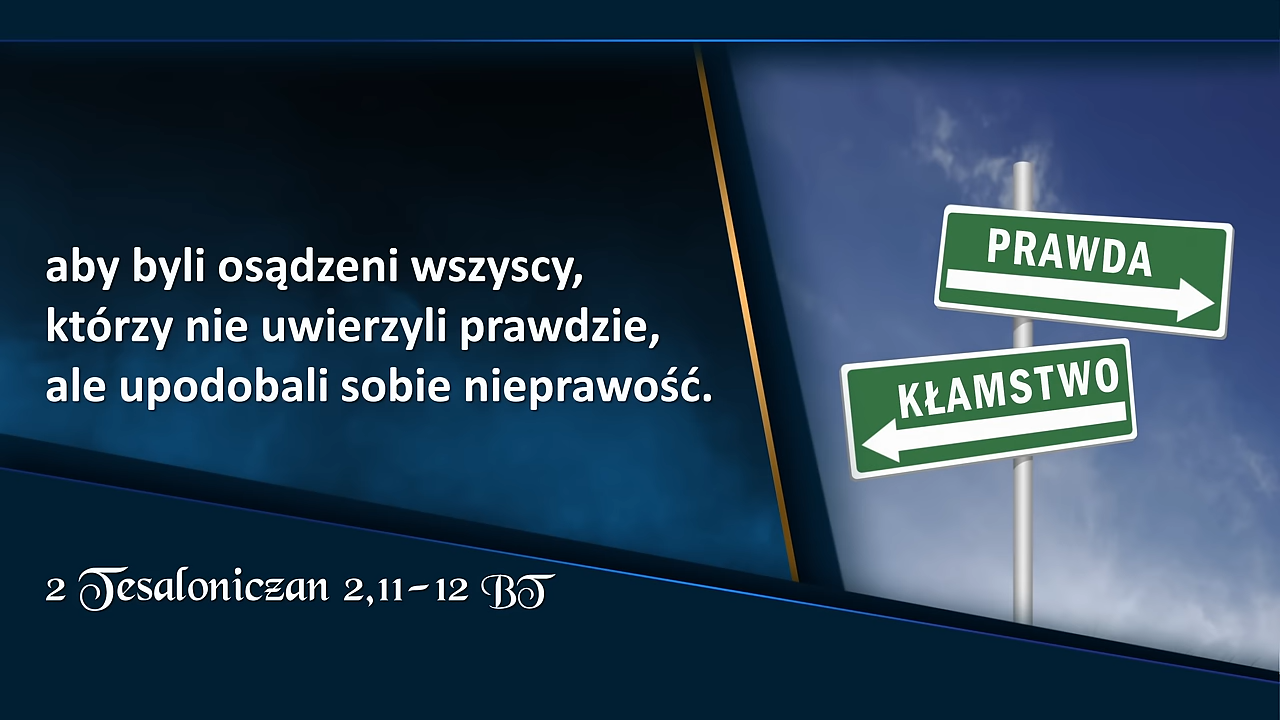 aby byli osądzeni wszyscy,
którzy nie uwierzyli prawdzie,
ale upodobali sobie nieprawość.
2 Tesaloniczan 2,11-12 BT
PRAWDA
KŁAMSTWO